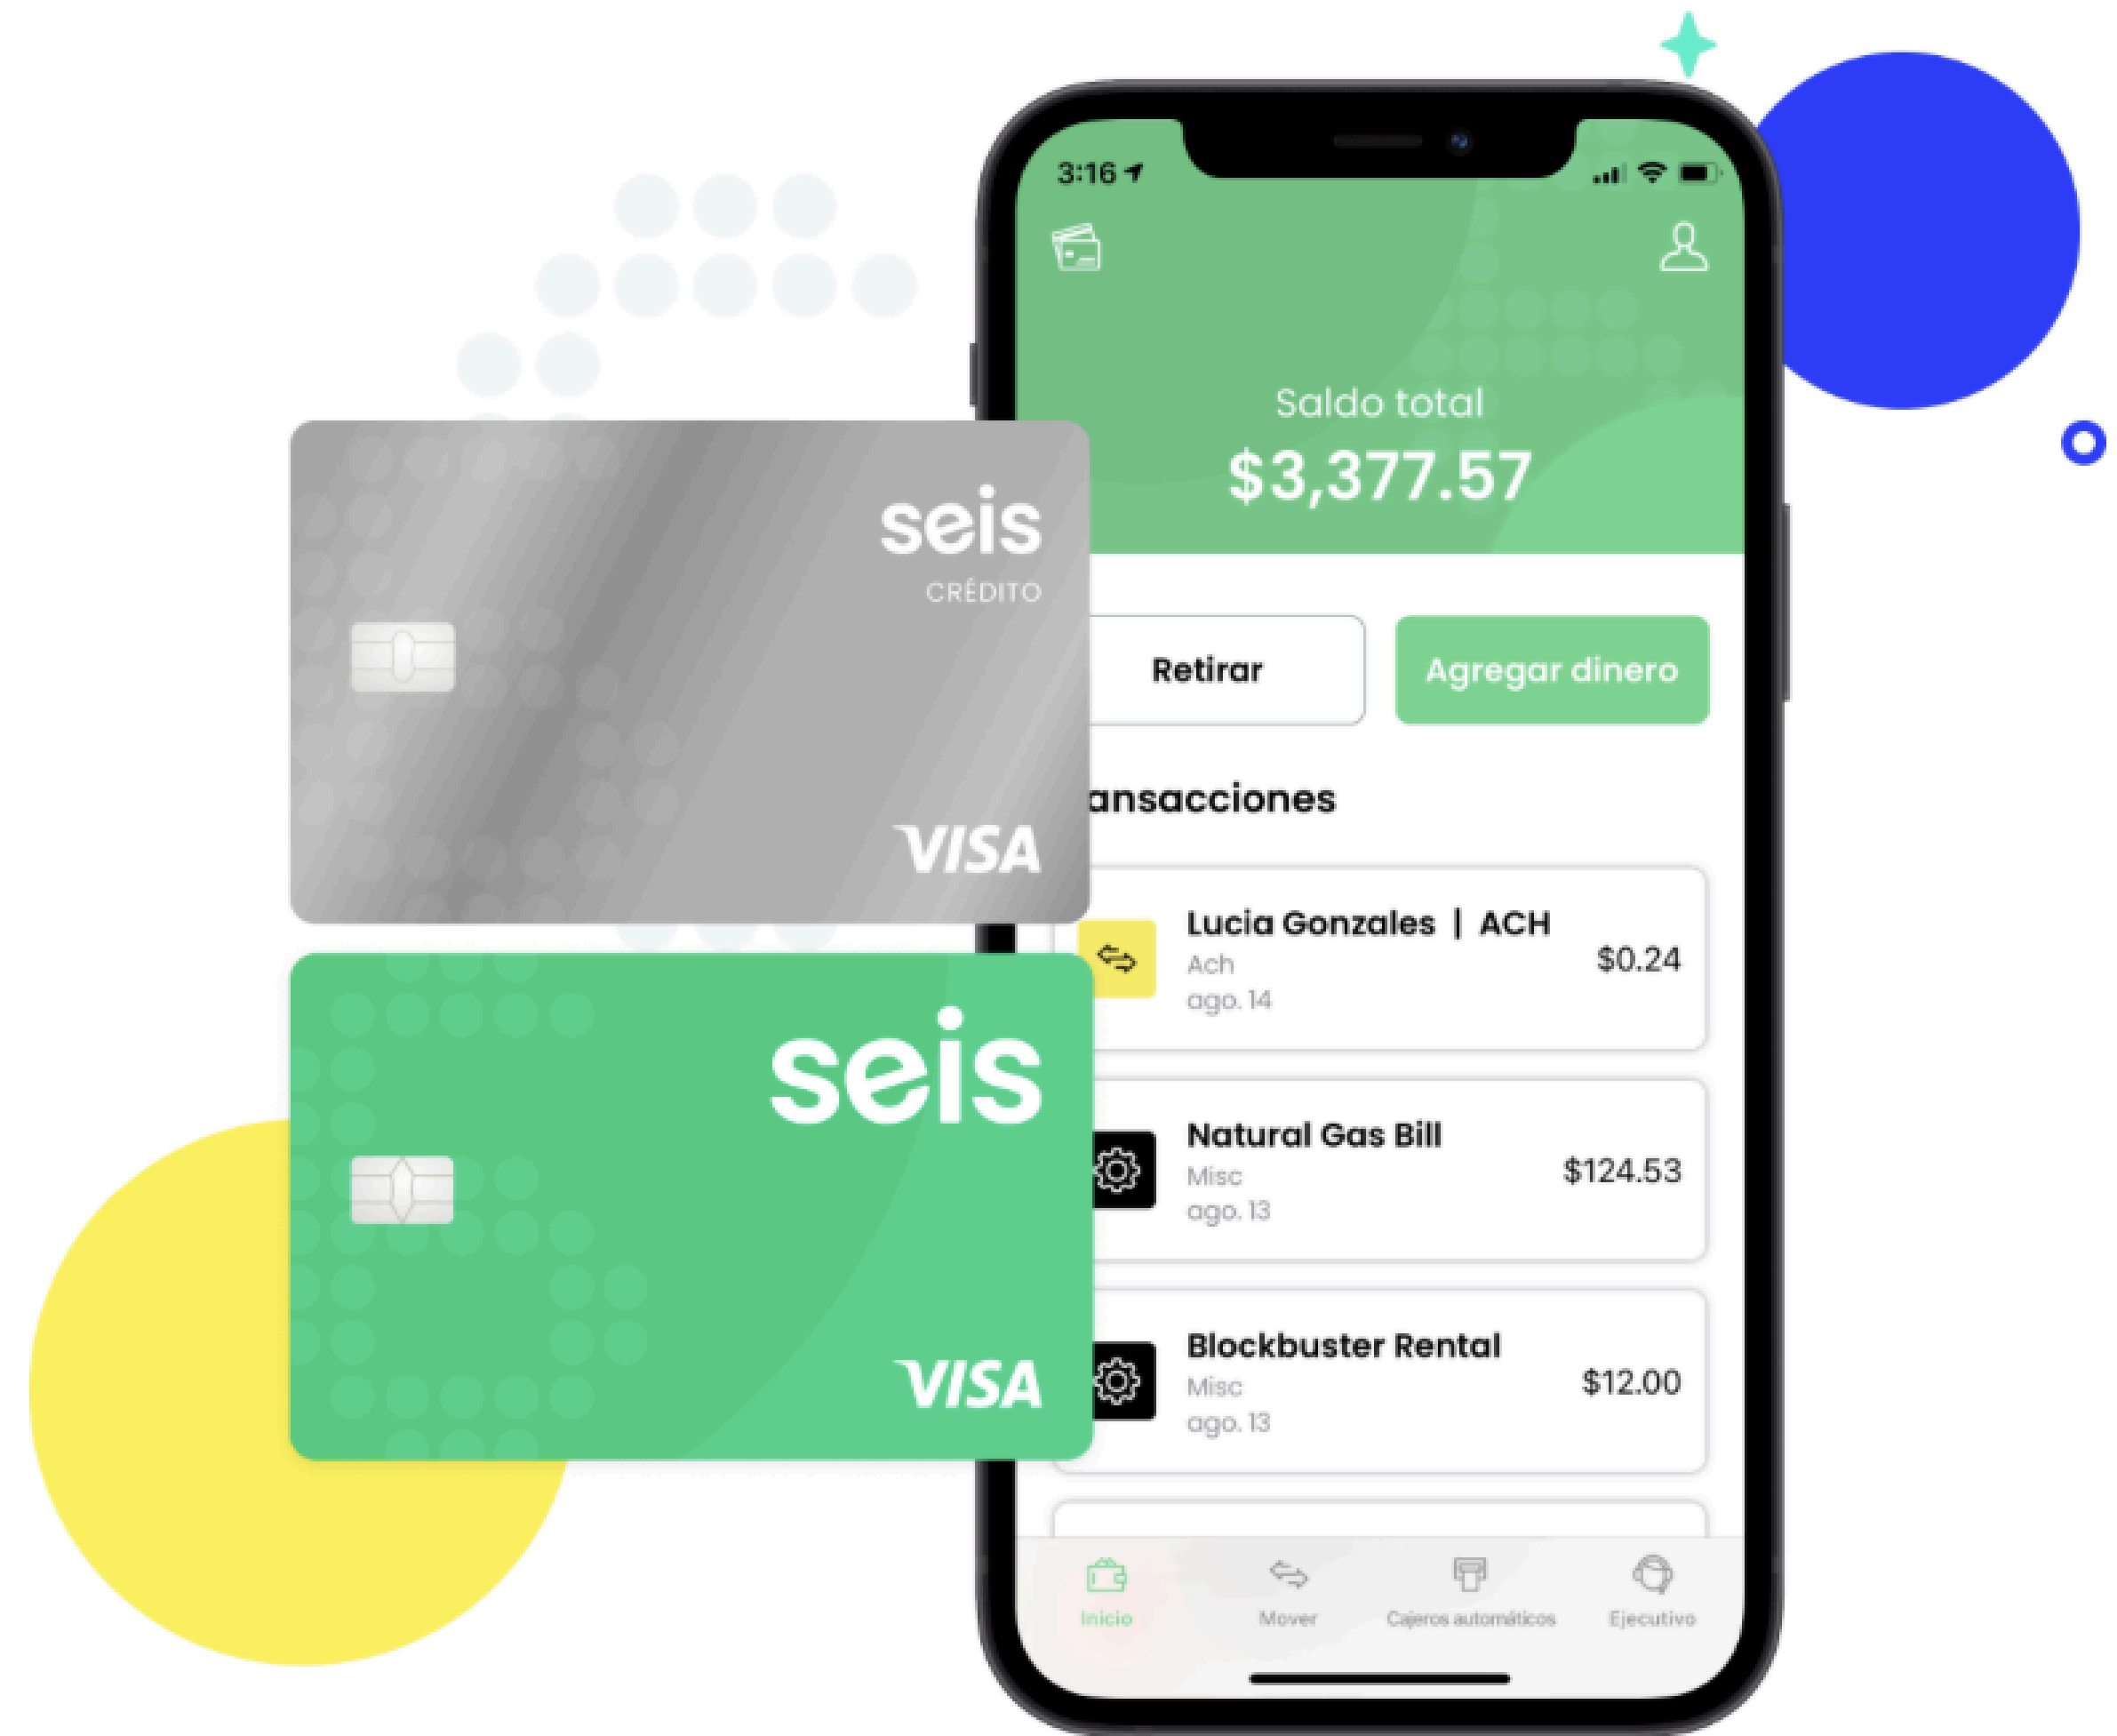 seis
CRÉDITO
VISA
seis
VISA
3:16
Saldo total
$3,377.57
Retirar
Agregar dinero
ansacciones
Lucia Gonzales | ACH
Ach
ago. 14
$0.24
Natural Gas Bill
Misc
ago. 13
$124.53
Blockbuster Rental
Misc
ago. 13
$12.00
Inicio
Mover
Cajeros automáticos
Ejecutivo